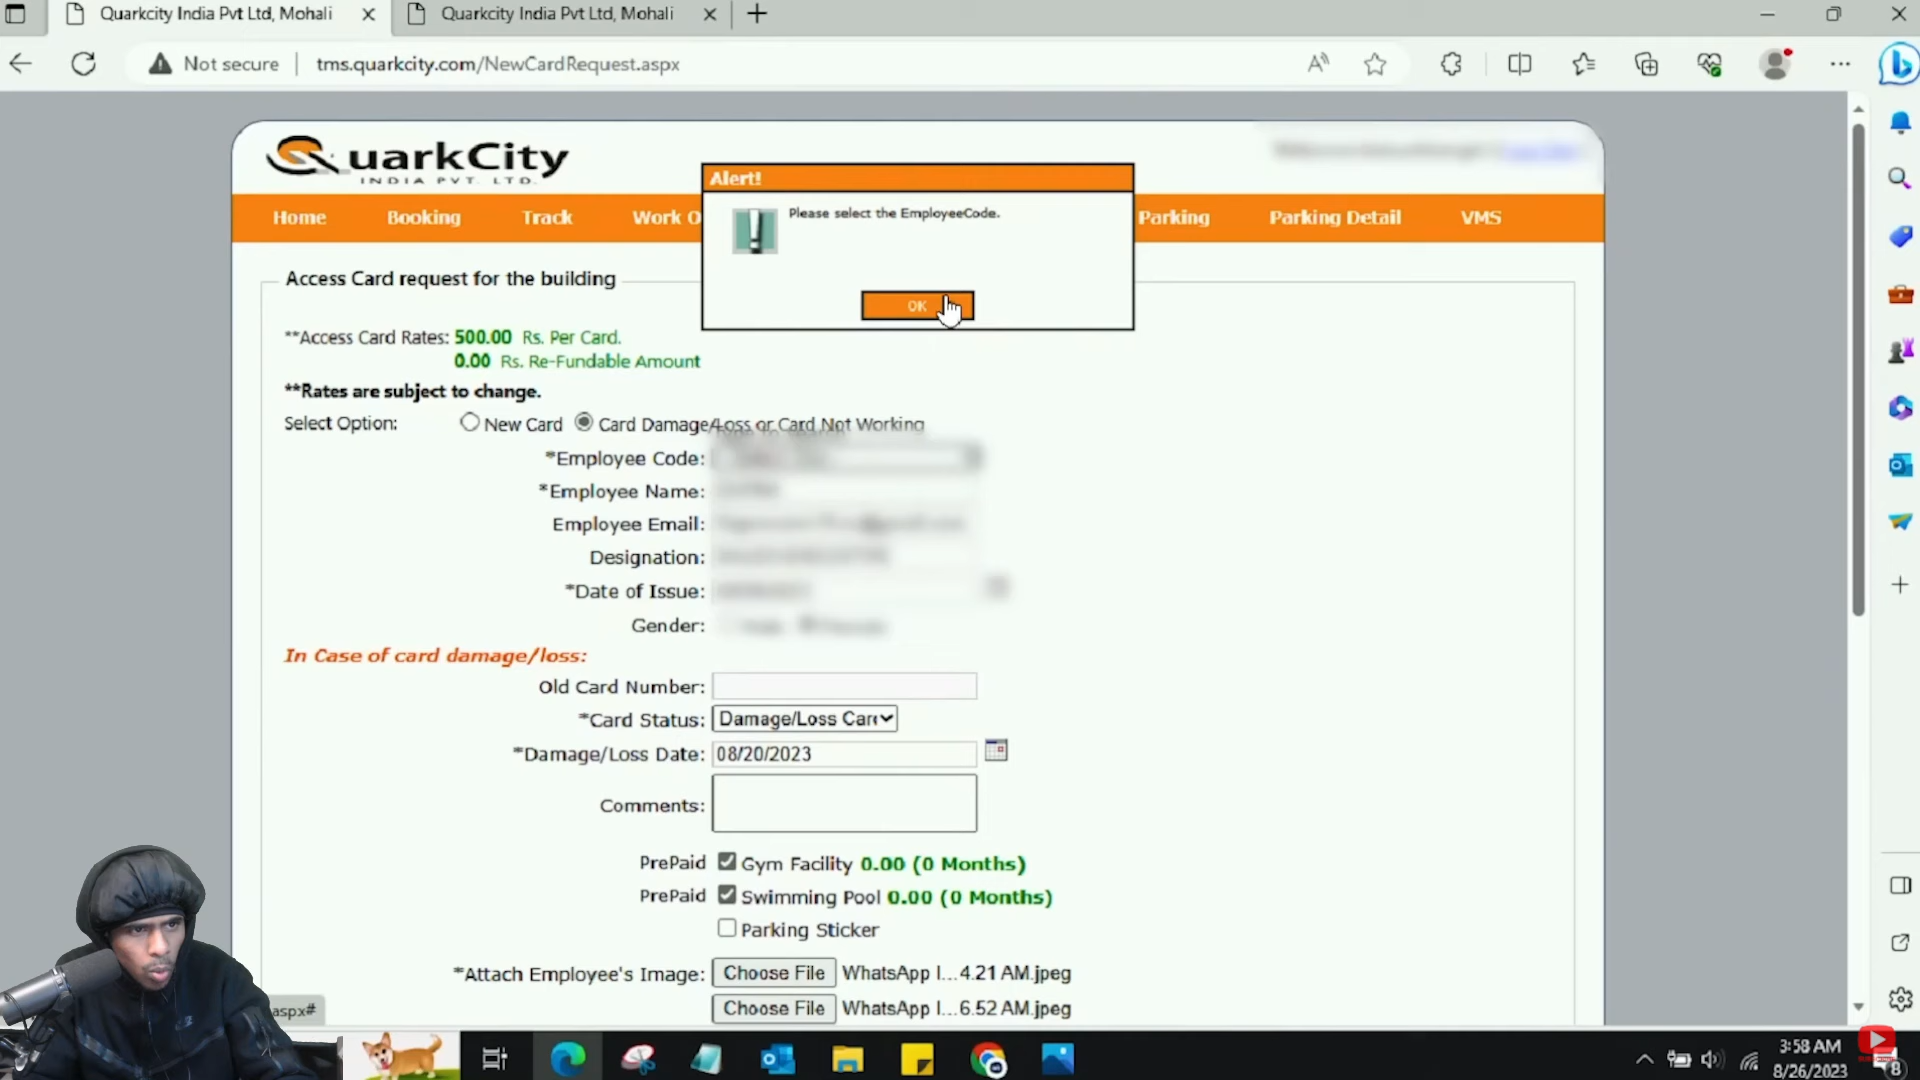 Quarkcity India Pvt Ltd, Mohali
Quarkcity India Pvt Ltd, Mohali
Not secure
tms.quarkcity.com/NewCardRequest.aspx
QuarkCity
INDIA PVT. LTD.
Home Booking Track Work O Parking Parking Detail VMS
Alert!
Please select the EmployeeCode.
OK
Access Card request for the building
**Access Card Rates: 500.00 Rs. Per Card.
0.00 Rs. Re-Fundable Amount
**Rates are subject to change.
Select Option: New Card Card Damage/Loss or Card Not Working
*Employee Code:
*Employee Name:
Employee Email:
Designation:
*Date of Issue:
Gender:
In Case of card damage/loss:
Old Card Number:
*Card Status: Damage/Loss Car
*Damage/Loss Date: 08/20/2023
Comments:
PrePaid Gym Facility 0.00 (0 Months)
PrePaid Swimming Pool 0.00 (0 Months)
Parking Sticker
*Attach Employee's Image: Choose File WhatsApp I...4.21 AM.jpeg
Choose File WhatsApp I...6.52 AM.jpeg
aspx#
3:58 AM
8/26/2023
8